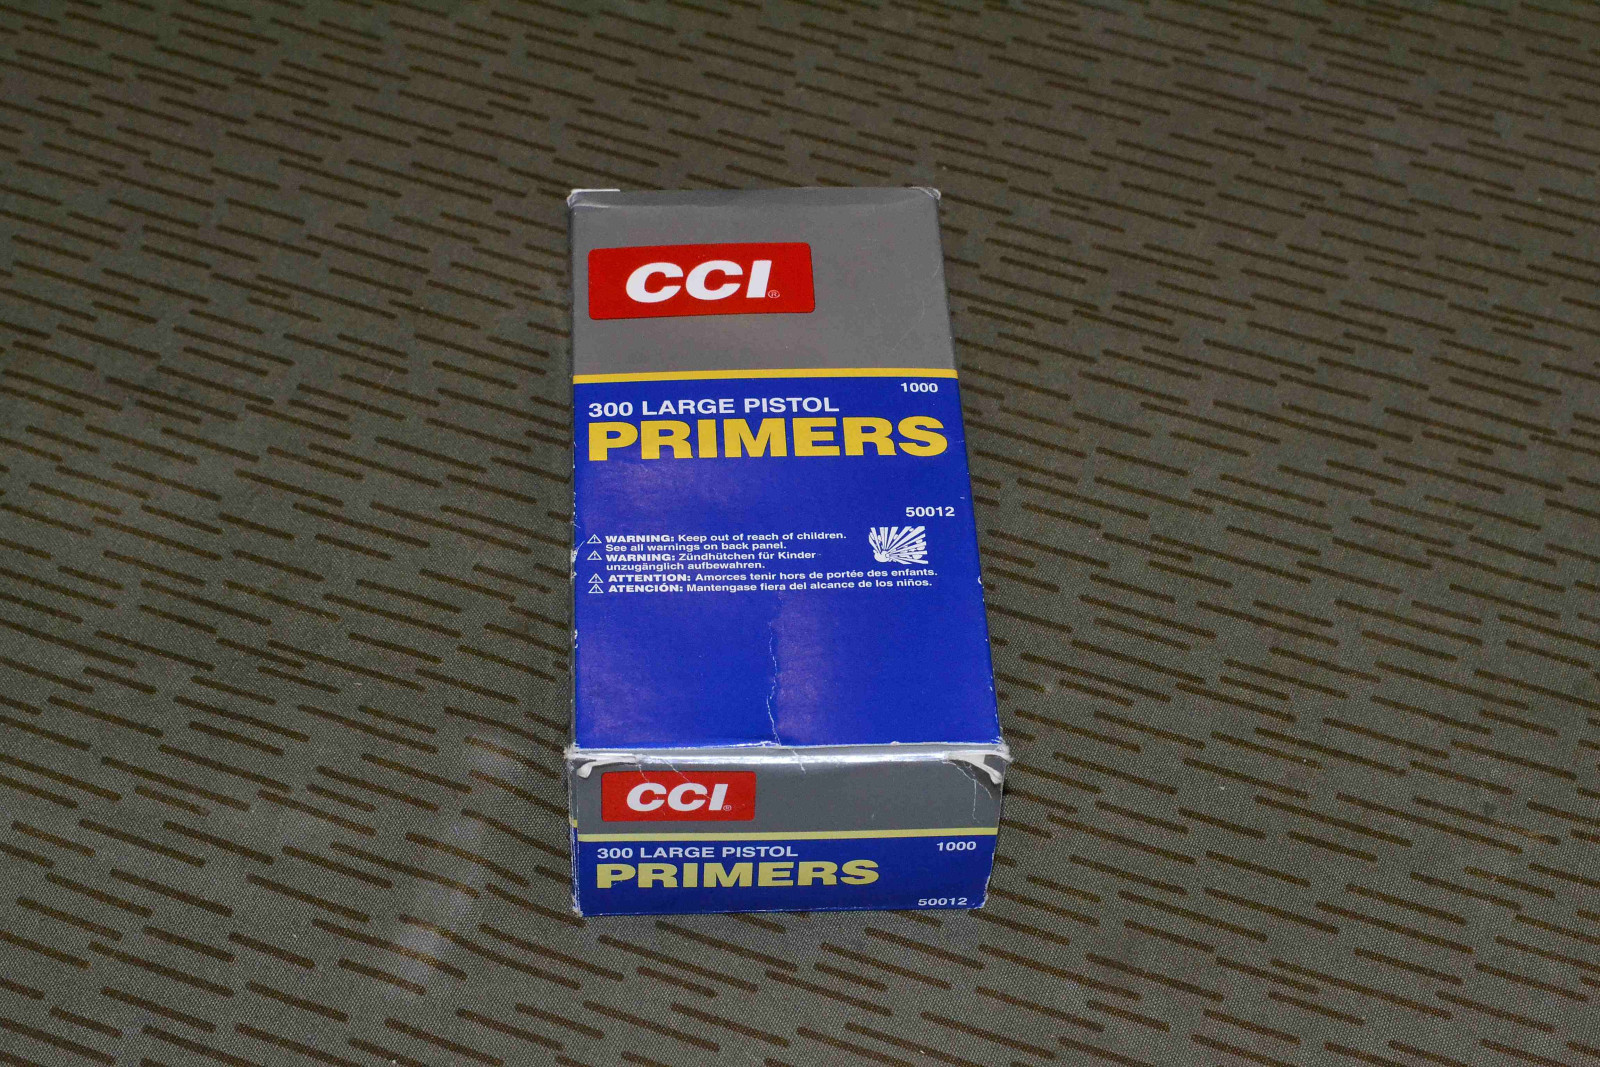 CCI®
1000
300 LARGE PISTOL
PRIMERS
50012
⚠ WARNING: Keep out of reach of children.
See all warnings on back panel.
⚠ WARNING: Zündhütchen für Kinder
unzugänglich aufbewahren.
⚠ ATTENTION: Amorces tenir hors de portée des enfants.
⚠ ATENCIÓN: Mantengase fiera del alcance de los niños.
CCI®
300 LARGE PISTOL
1000
PRIMERS
50012